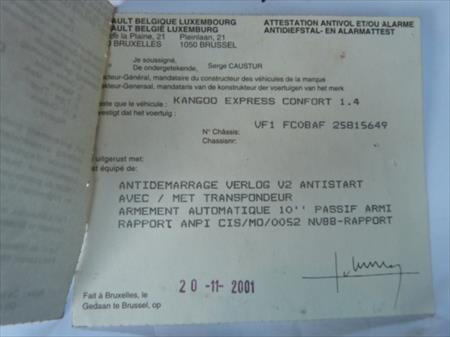 AULT BELGIQUE LUXEMBOURG
AULT BELGIË LUXEMBURG
de la Plaine, 21 Pleinlaan, 21
0 BRUXELLES 1050 BRUSSEL
ATTESTATION ANTIVOL ET/OU ALARME
ANTIDIEFSTAL- EN ALARMATTEST
Je soussigné,
De ondergetekende, Serge CAUSTUR
cteur-Général, mandataire du constructeur des véhicules de la marque
kteur-Generaal, mandataris van de konstrukteur der voertuigen van het merk
teste que le véhicule : KANGOO EXPRESS CONFORT 1.4
vestigt dat het voertuig :
N° Châssis: VF1 FC0BAF 25815649
Chassisnr:
uitgerust met:
st équipé de:
ANTIDEMARRAGE VERLOG V2 ANTISTART
AVEC / MET TRANSPONDEUR
ARMEMENT AUTOMATIQUE 10'' PASSIF ARMI
RAPPORT ANPI CIS/MO/0052 NVBB-RAPPORT
20-11-2001
Fait à Bruxelles, le
Gedaan te Brussel, op